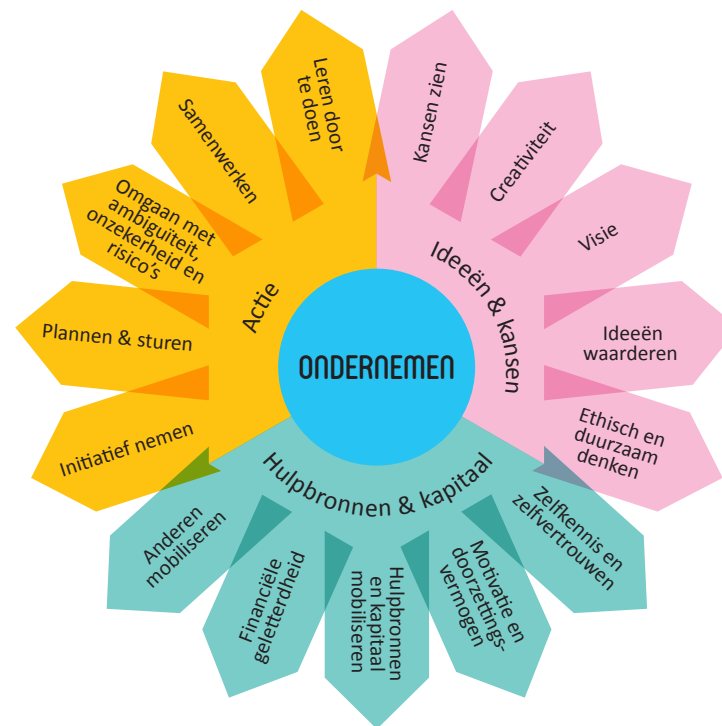 ONDERNEMEN
Ideeën & kansen
Kansen zien
Creativiteit
Visie
Ideeën
waarderen
Ethisch en
duurzaam
denken
Hulpbronnen & kapitaal
Zelfkennis en
zelfvertrouwen
Motivatie en
doorzettings-
vermogen
Hulpbronnen
en kapitaal
mobiliseren
Financiële
geletterdheid
Anderen
mobiliseren
Actie
Initiatief nemen
Plannen & sturen
Omgaan met
ambiguïteit,
onzekerheid en
risico's
Samenwerken
Leren door
te doen